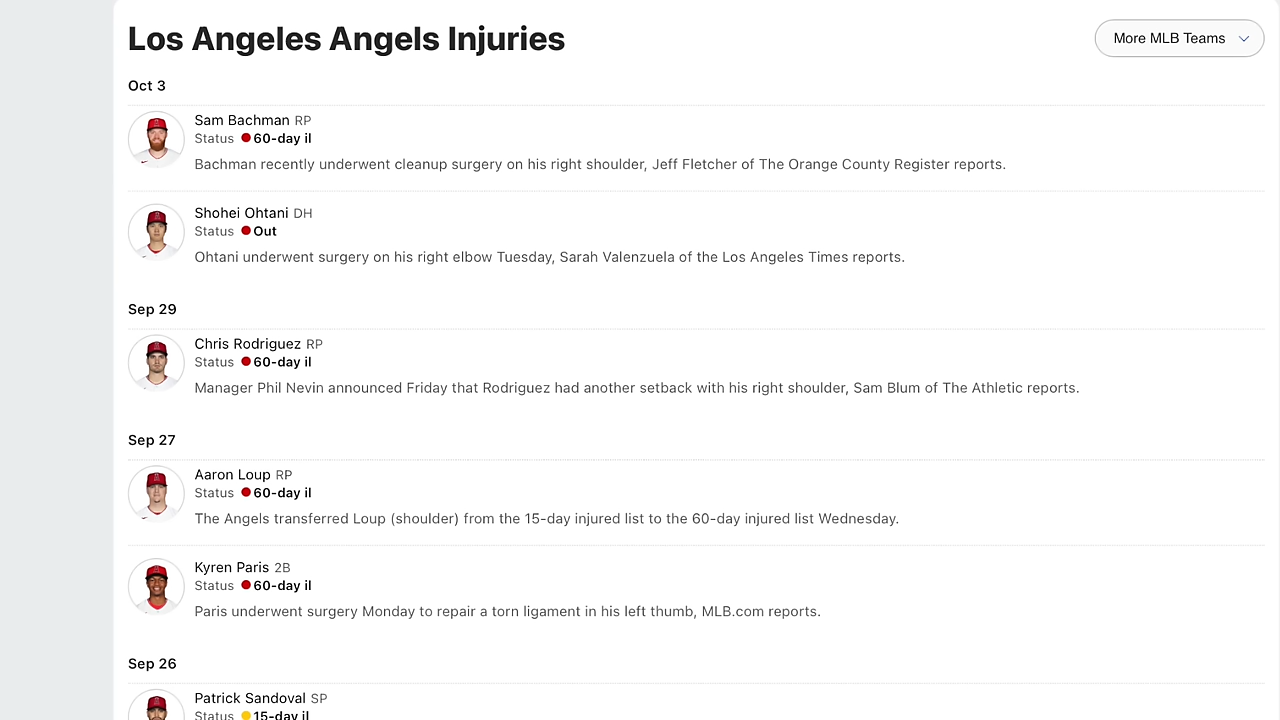 Los Angeles Angels Injuries
More MLB Teams
Oct 3
Sam Bachman RP
Status 60-day il
Bachman recently underwent cleanup surgery on his right shoulder, Jeff Fletcher of The Orange County Register reports.
Shohei Ohtani DH
Status Out
Ohtani underwent surgery on his right elbow Tuesday, Sarah Valenzuela of the Los Angeles Times reports.
Sep 29
Chris Rodriguez RP
Status 60-day il
Manager Phil Nevin announced Friday that Rodriguez had another setback with his right shoulder, Sam Blum of The Athletic reports.
Sep 27
Aaron Loup RP
Status 60-day il
The Angels transferred Loup (shoulder) from the 15-day injured list to the 60-day injured list Wednesday.
Kyren Paris 2B
Status 60-day il
Paris underwent surgery Monday to repair a torn ligament in his left thumb, MLB.com reports.
Sep 26
Patrick Sandoval SP
Status 15-day il